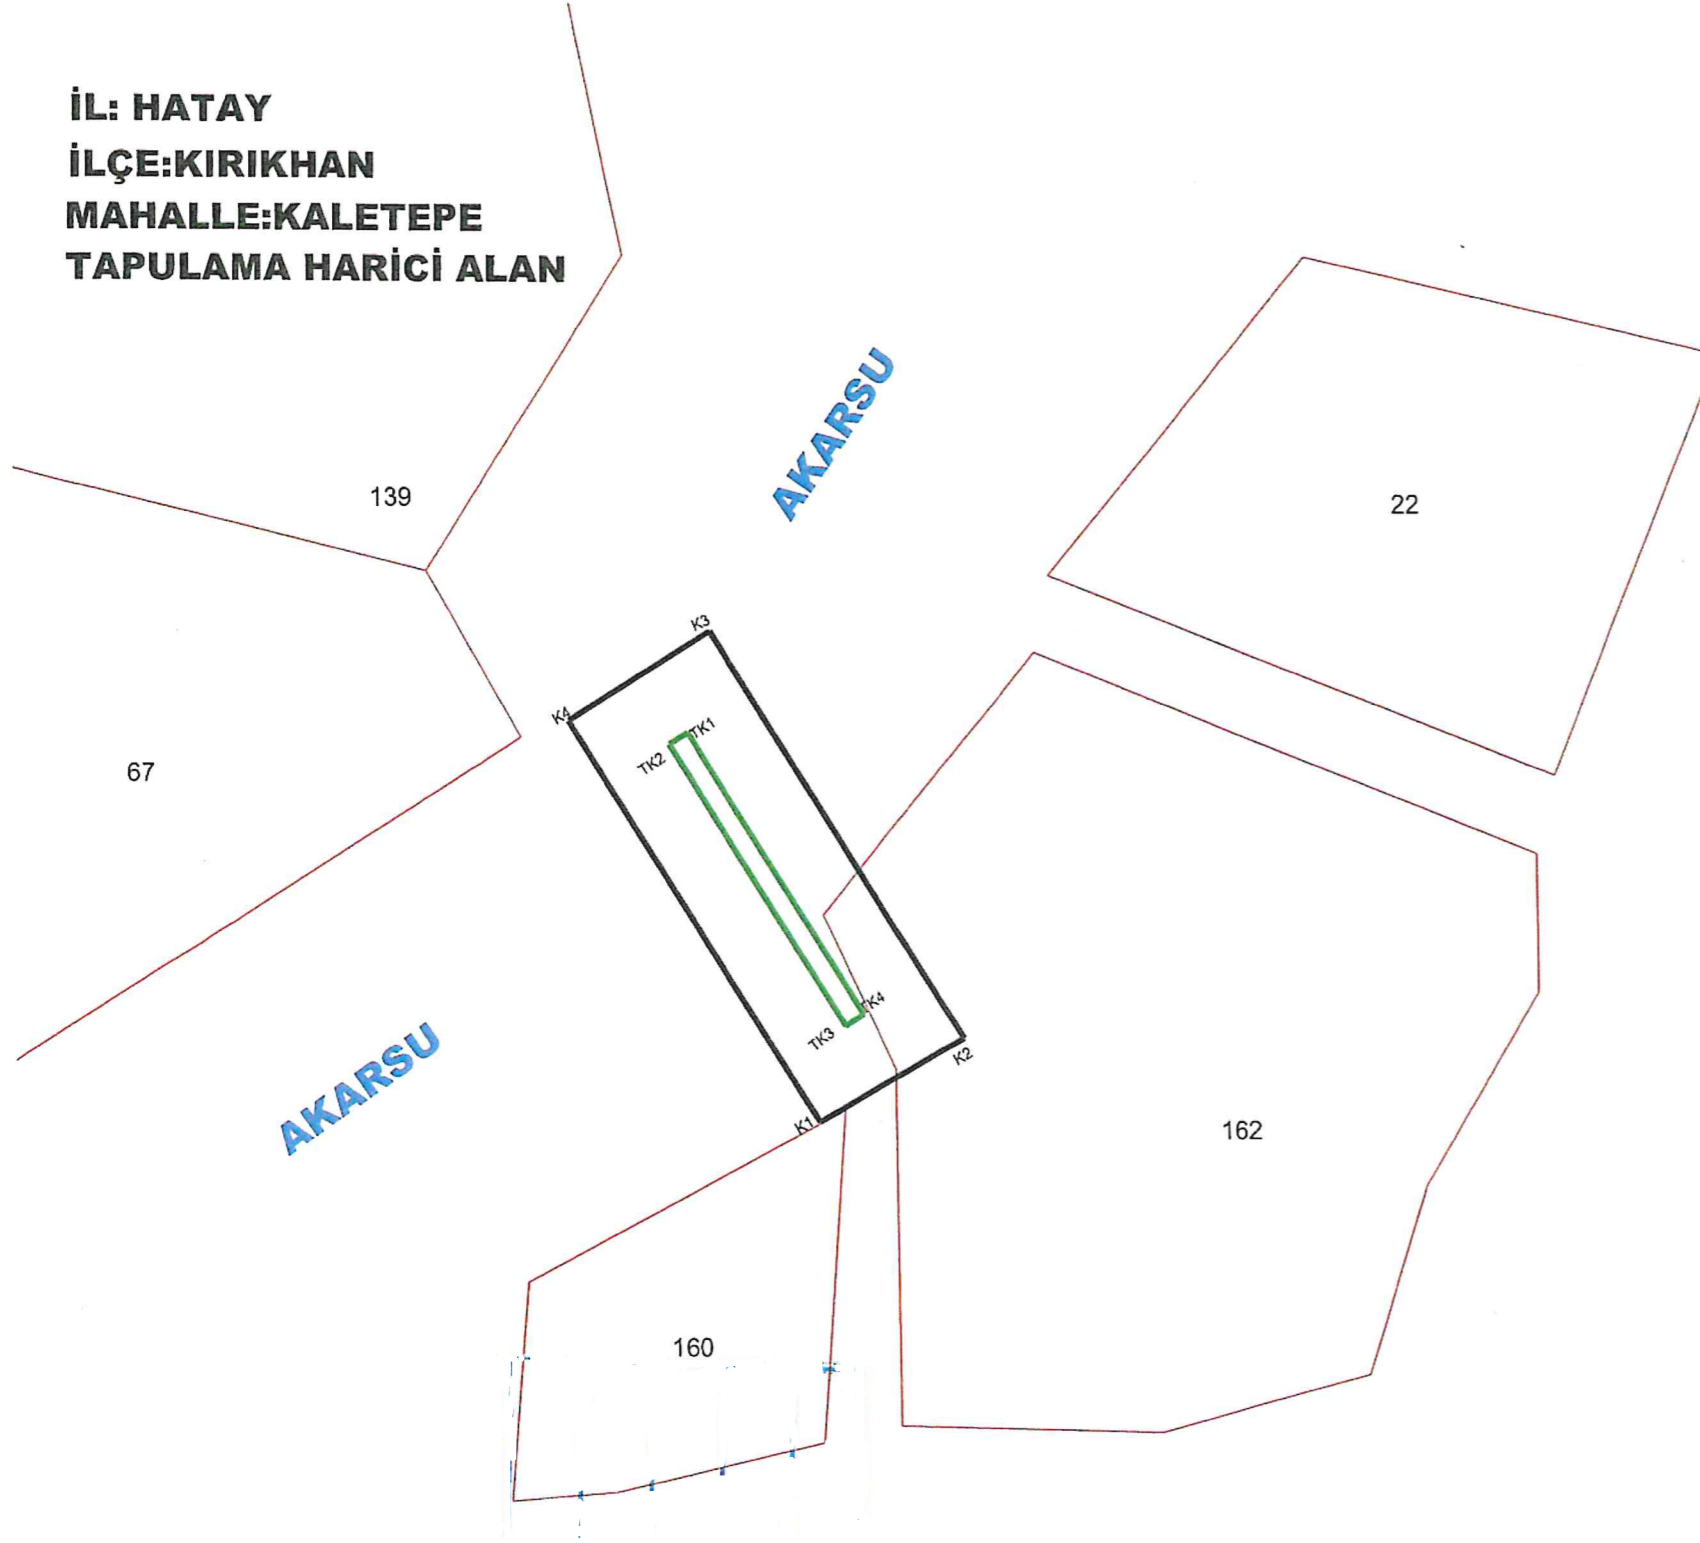 İL: HATAY
İLÇE:KIRIKHAN
MAHALLE:KALETEPE
TAPULAMA HARİCİ ALAN
AKARSU
139
22
K3
K4
TK1
TK2
67
TK4
TK3
K2
AKARSU
K1
162
160